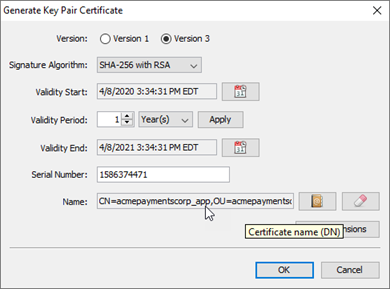 Generate Key Pair Certificate
Version: Version 1 Version 3
Signature Algorithm: SHA-256 with RSA
Validity Start: 4/8/2020 3:34:31 PM EDT
Validity Period: 1 Year(s) Apply
Validity End: 4/8/2021 3:34:31 PM EDT
Serial Number: 1586374471
Name: CN=acmepaymentscorp_app,OU=acmepaymentsc
Certificate name (DN) nsions
OK Cancel